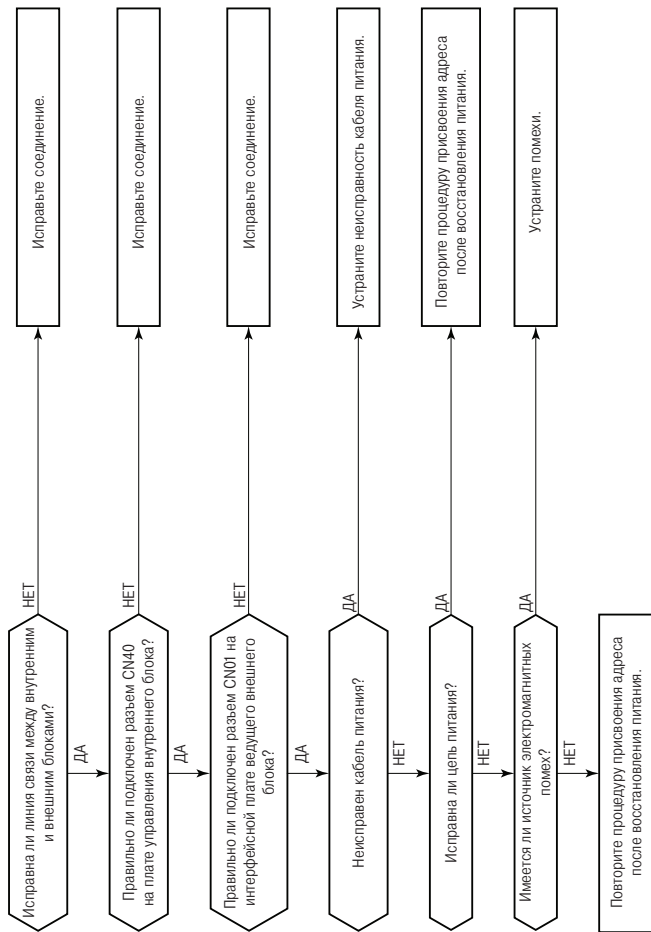 Исправна ли линия связи между внутренним
и внешним блоками?
НЕТ
Исправьте соединение.
ДА
Правильно ли подключен разъем CN40
на плате управления внутреннего блока?
НЕТ
Исправьте соединение.
ДА
Правильно ли подключен разъем CN01 на
интерфейсной плате ведущего внешнего
блока?
НЕТ
Исправьте соединение.
ДА
Неисправен кабель питания?
ДА
Устраните неисправность кабеля питания.
НЕТ
Исправна ли цепь питания?
ДА
Повторите процедуру присвоения адреса
после восстановления питания.
НЕТ
Имеется ли источник электромагнитных
помех?
ДА
Устраните помехи.
НЕТ
Повторите процедуру присвоения адреса
после восстановления питания.